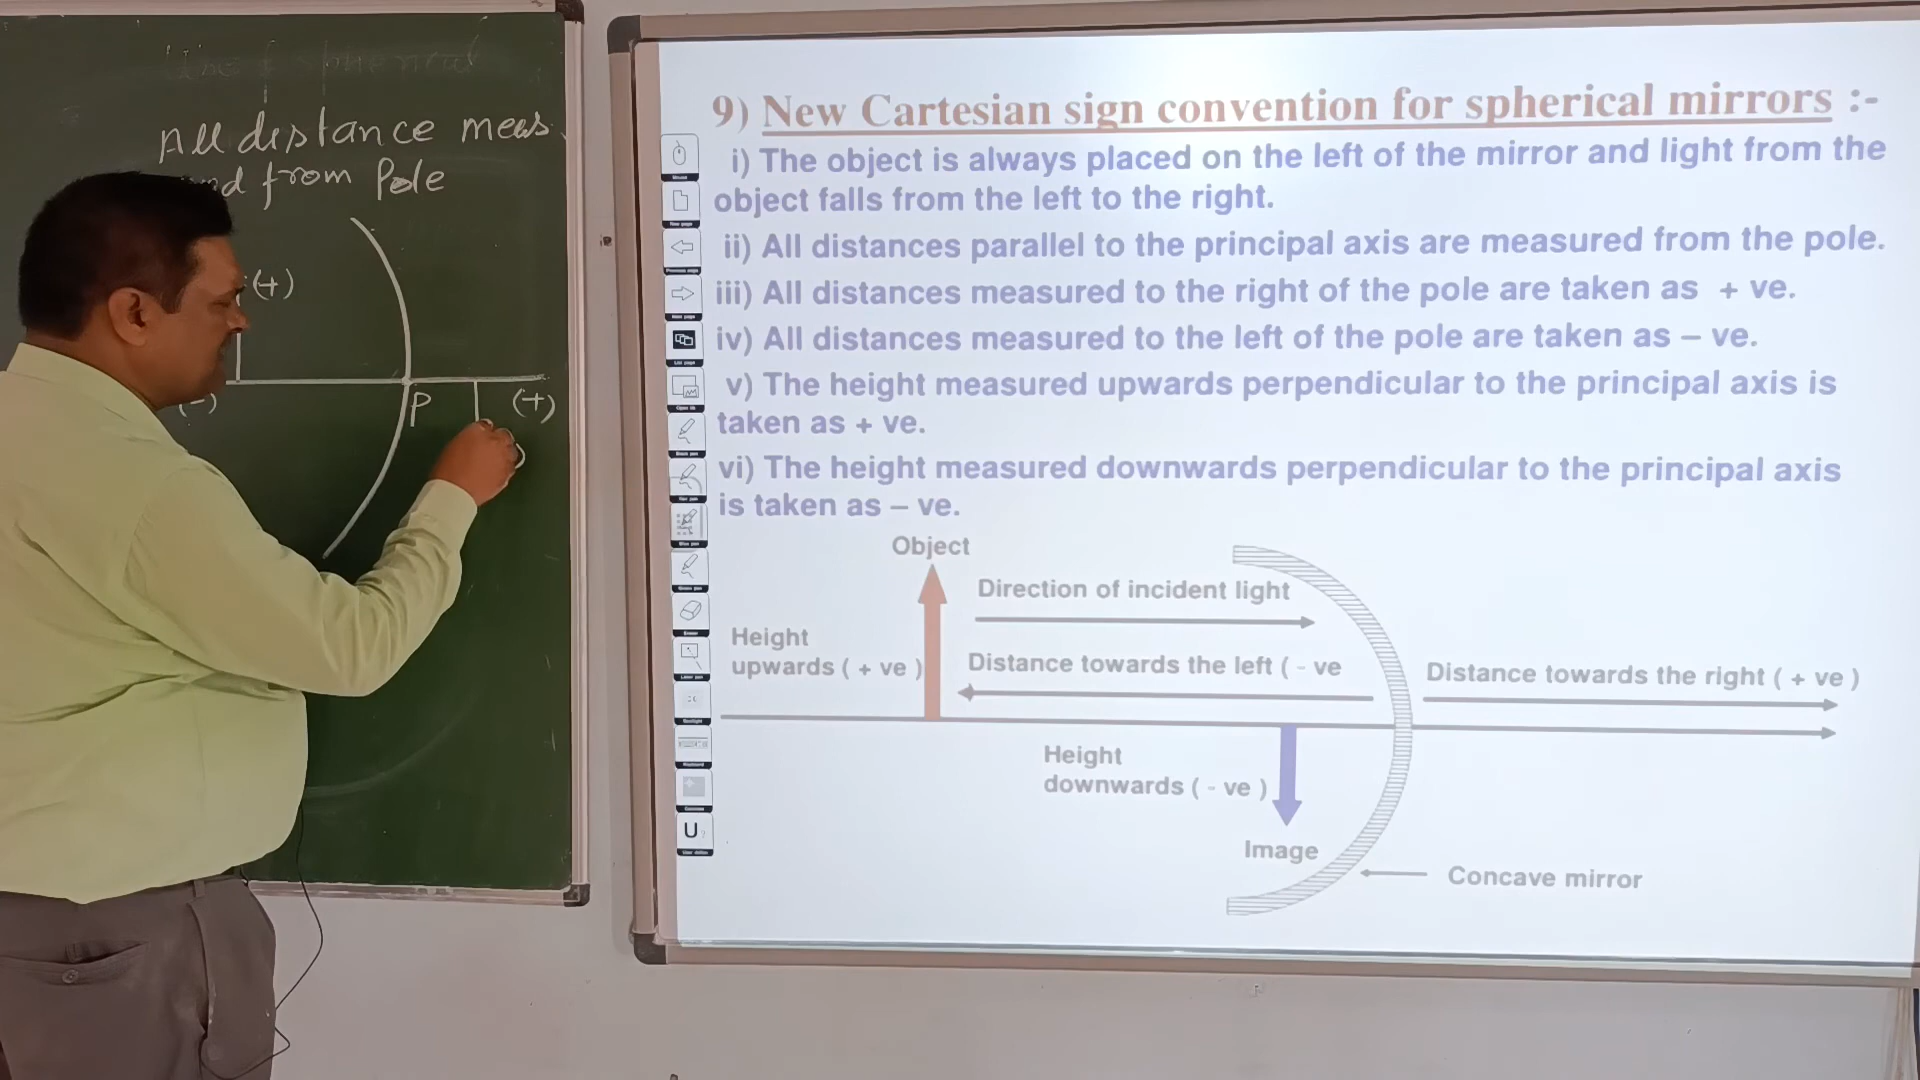 All distance meas
from Pole
(+)
(-)
P
(+)
9) New Cartesian sign convention for spherical mirrors :-
i) The object is always placed on the left of the mirror and light from the
object falls from the left to the right.
ii) All distances parallel to the principal axis are measured from the pole.
iii) All distances measured to the right of the pole are taken as + ve.
iv) All distances measured to the left of the pole are taken as – ve.
v) The height measured upwards perpendicular to the principal axis is
taken as + ve.
vi) The height measured downwards perpendicular to the principal axis
is taken as – ve.
Object
Direction of incident light
Height
upwards ( + ve )
Distance towards the left ( - ve
Distance towards the right ( + ve )
Height
downwards ( - ve )
Image
Concave mirror
U